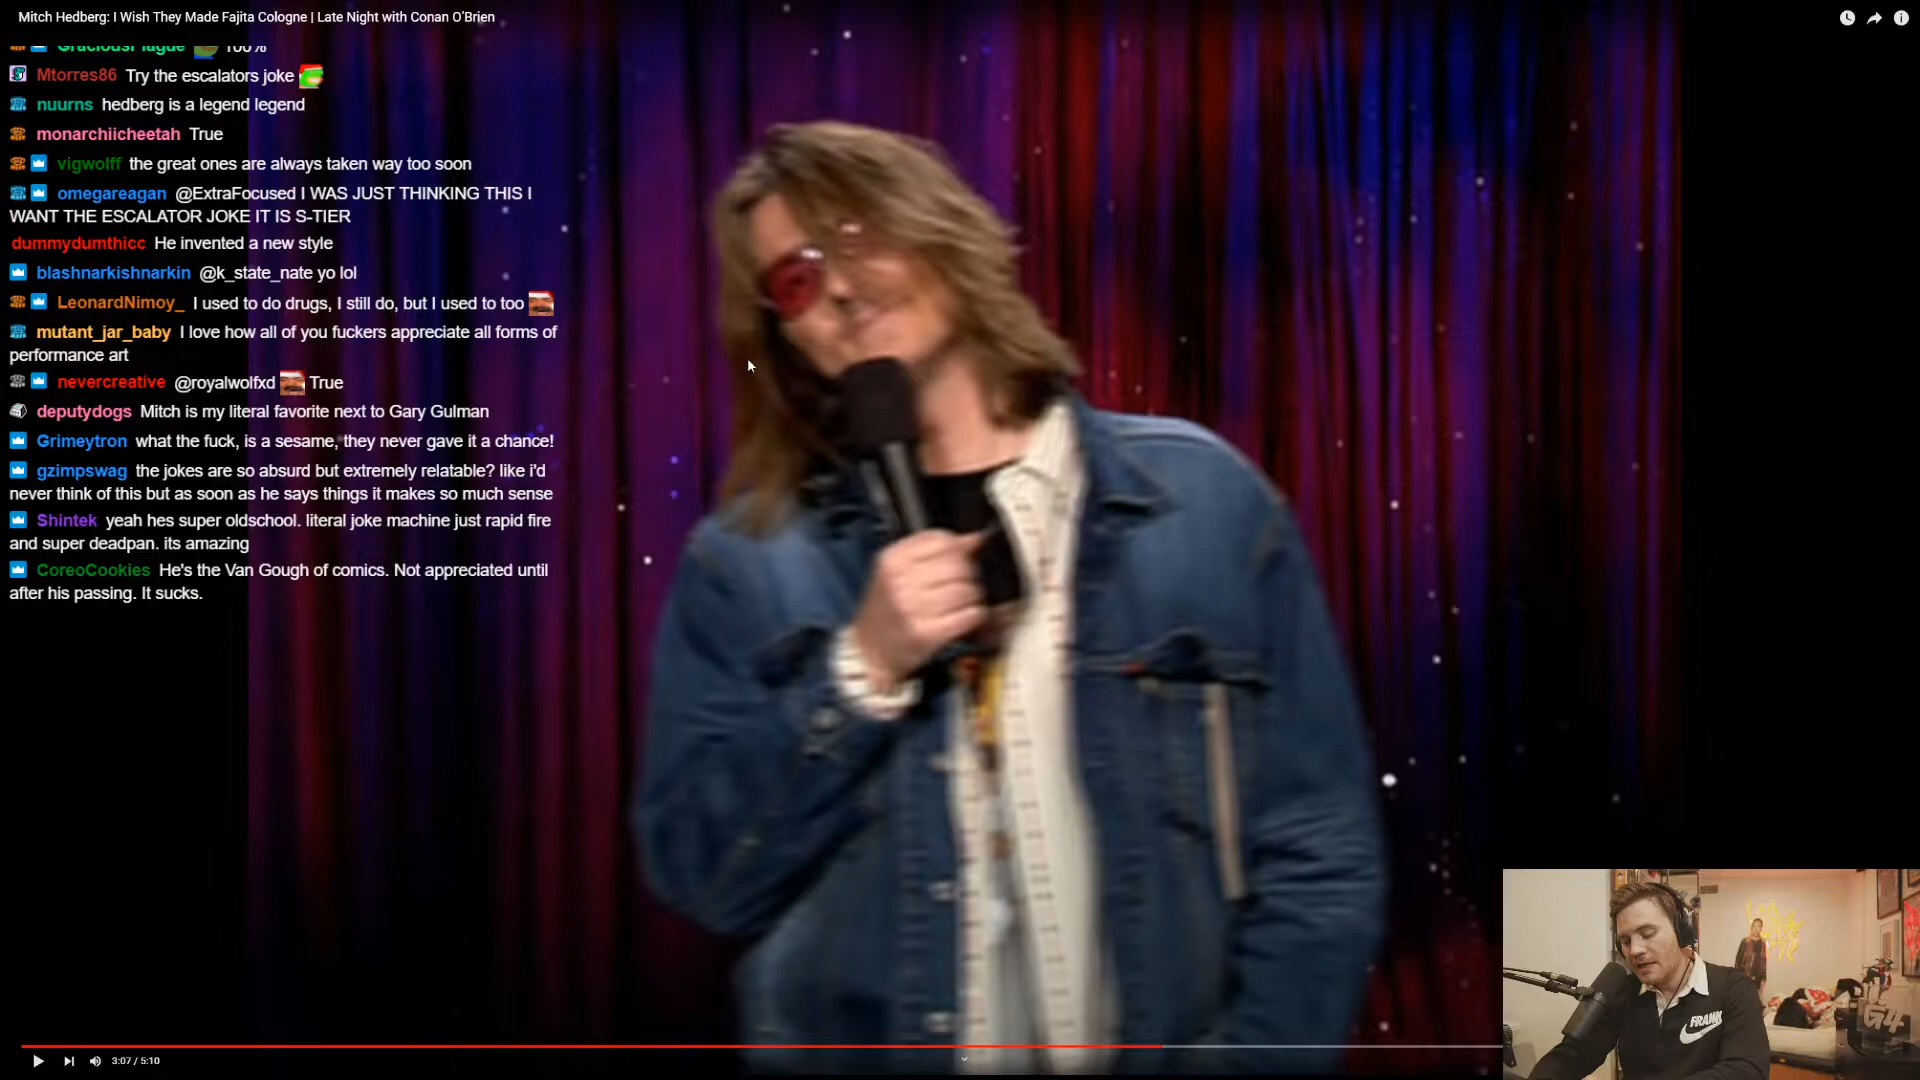 Mitch Hedberg: I Wish They Made Fajita Cologne | Late Night with Conan O'Brien
GraciousPlague 100%
Mtorres86 Try the escalators joke
nuurns hedberg is a legend legend
monarchiicheetah True
vigwolff the great ones are always taken way too soon
omegareagan @ExtraFocused I WAS JUST THINKING THIS I
WANT THE ESCALATOR JOKE IT IS S-TIER
dummydumthicc He invented a new style
blashnarkishnarkin @k_state_nate yo lol
LeonardNimoy_ I used to do drugs, I still do, but I used to too
mutant_jar_baby I love how all of you fuckers appreciate all forms of
performance art
nevercreative @royalwolfxd True
deputydogs Mitch is my literal favorite next to Gary Gulman
Grimeytron what the fuck, is a sesame, they never gave it a chance!
gzimpswag the jokes are so absurd but extremely relatable? like i'd
never think of this but as soon as he says things it makes so much sense
Shintek yeah hes super oldschool. literal joke machine just rapid fire
and super deadpan. its amazing
CoreoCookies He's the Van Gough of comics. Not appreciated until
after his passing. It sucks.
FRANK
G4
3:07 / 5:10